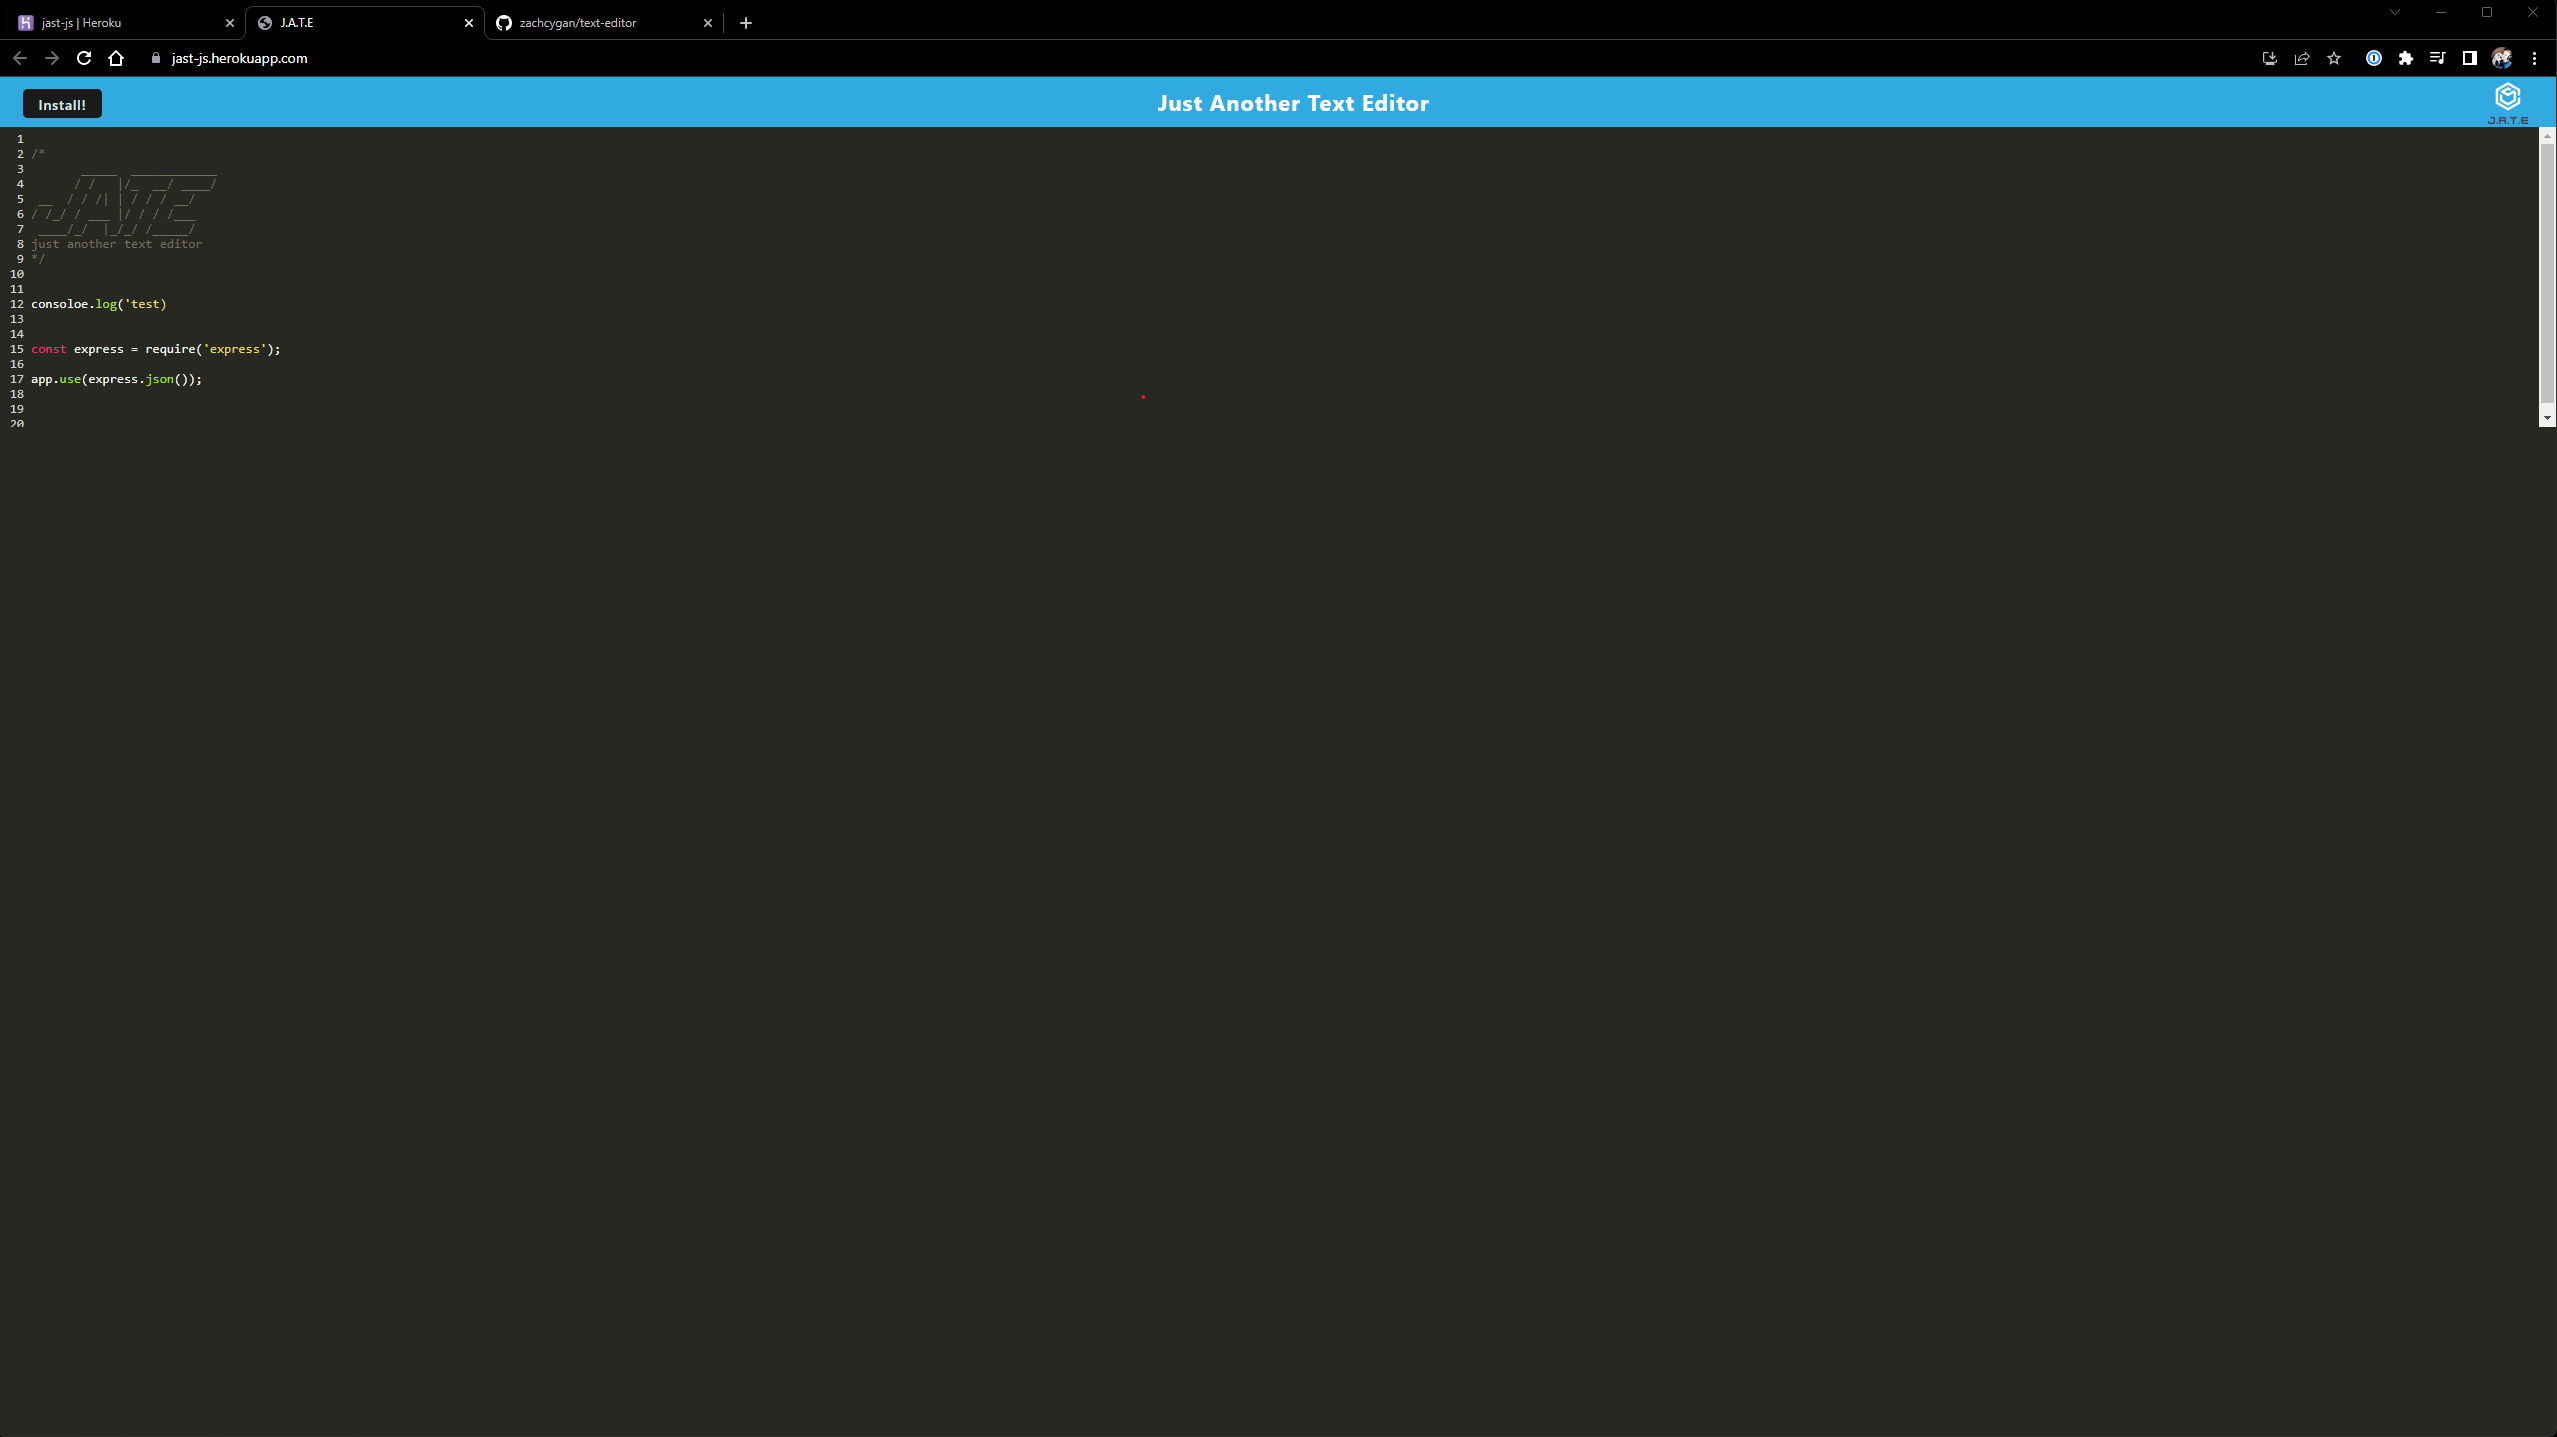 jast-js | Heroku
J.A.T.E
zachcygan/text-editor
jast-js.herokuapp.com
Install!
Just Another Text Editor
J.A.T.E
1
2 /*
3        _____  ____________
4       / /   |/_  __/ ____/
5  __  / / /| | / / / __/
6 / /_/ / ___ |/ / / /___
7  ____/_/  |_/_/ /_____/
8 just another text editor
9 */
10
11
12 consoloe.log('test)
13
14
15 const express = require('express');
16
17 app.use(express.json());
18
19
20